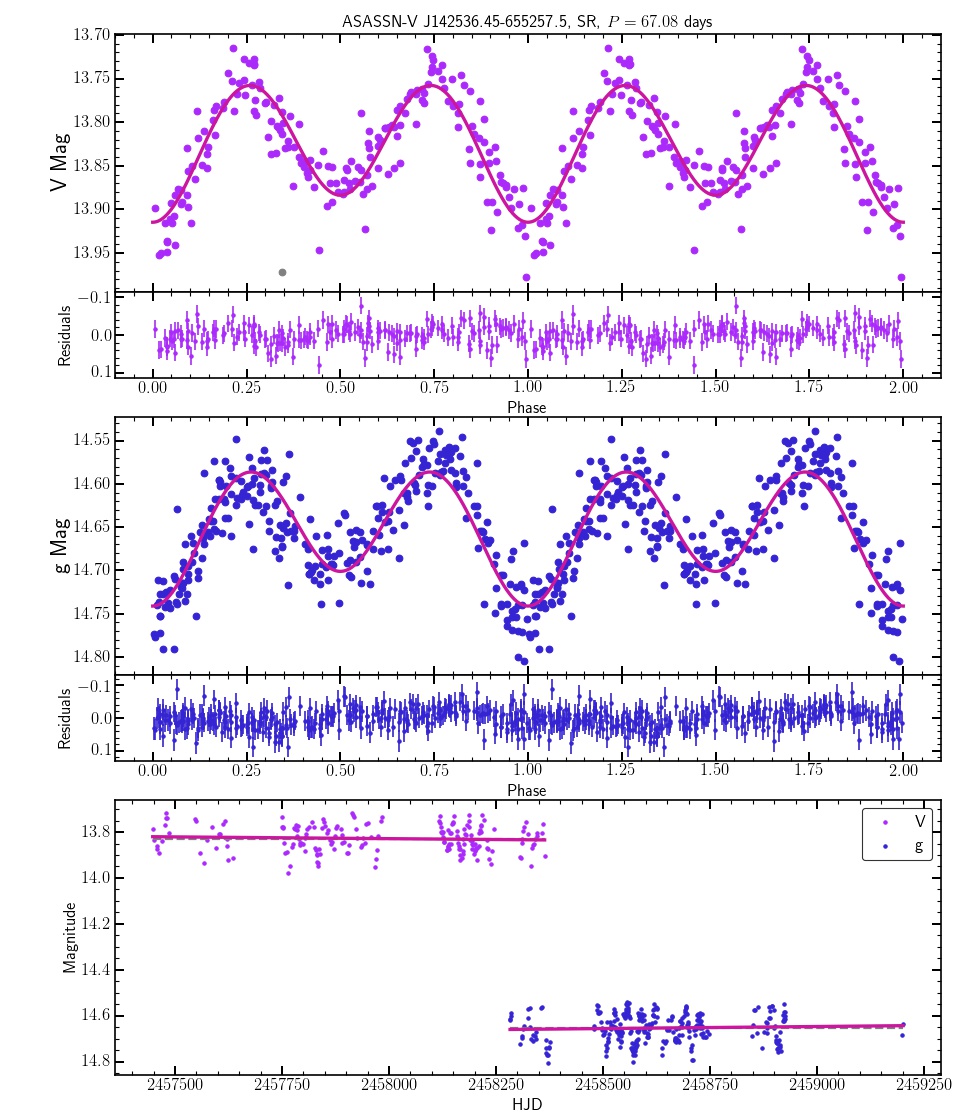 ASASSN-V J142536.45-655257.5, SR, P = 67.08 days
13.70
13.75
13.80
13.85
13.90
13.95
V Mag
−0.1
0.0
0.1
Residuals
0.00 0.25 0.50 0.75 1.00 1.25 1.50 1.75 2.00
Phase
14.55
14.60
14.65
14.70
14.75
14.80
g Mag
−0.1
0.0
0.1
Residuals
0.00 0.25 0.50 0.75 1.00 1.25 1.50 1.75 2.00
Phase
V
g
13.8
14.0
14.2
14.4
14.6
14.8
Magnitude
2457500 2457750 2458000 2458250 2458500 2458750 2459000 2459250
HJD